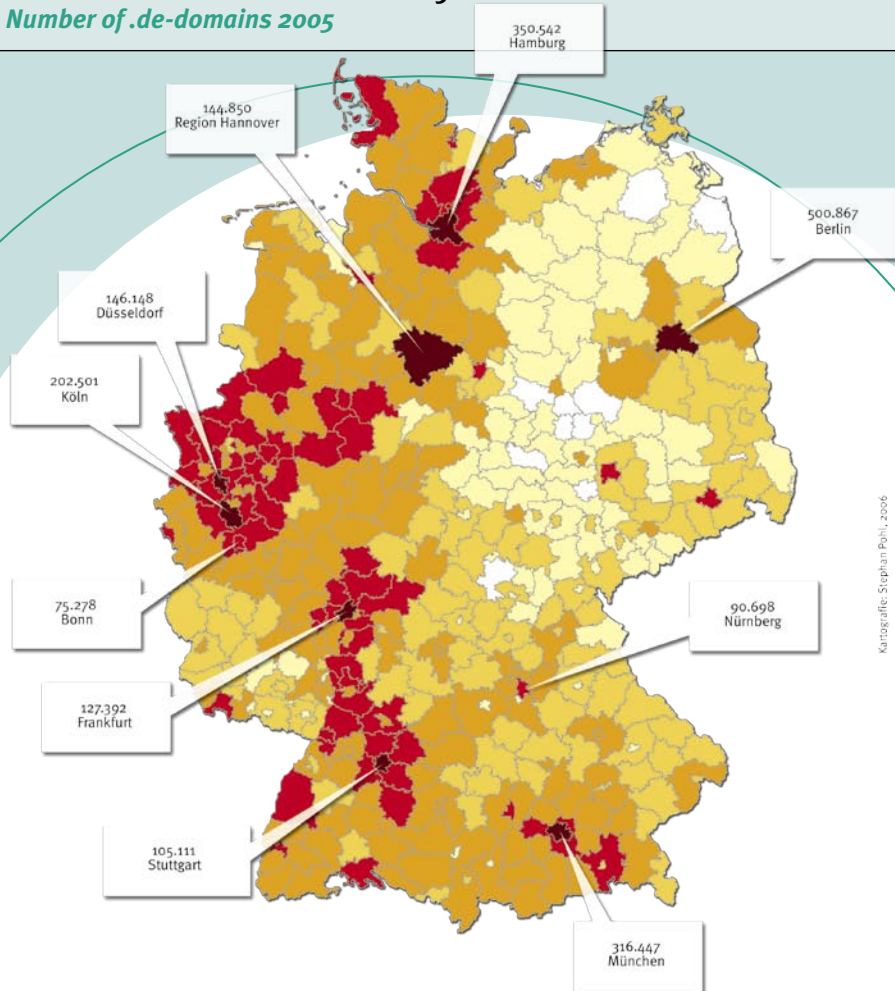 Number of .de-domains 2005
350.542
Hamburg
144.850
Region Hannover
500.867
Berlin
146.148
Düsseldorf
202.501
Köln
75.278
Bonn
90.698
Nürnberg
127.392
Frankfurt
105.111
Stuttgart
316.447
München
Kartografie: Stephan Pohl, 2006